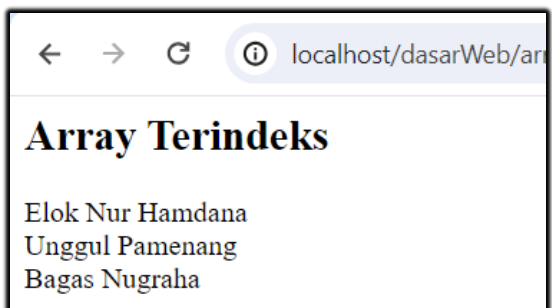 localhost/dasarWeb/arr
Array Terindeks
Elok Nur Hamdana
Unggul Pamenang
Bagas Nugraha